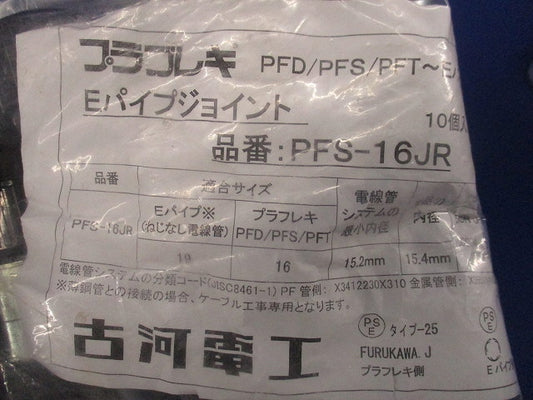 プラフレキ PFD/PFS/PFT～Eパ
Eパイプジョイント
10個入
品番:PFS-16JR
品番 適合サイズ 電線管システムの最小内径
PFS-16JR Eパイプ※(ねじなし電線管) プラフレキ PFD/PFS/PFT 内径
19 16 15.2mm 15.4mm
電線管システムの分類コード(JISC8461-1) PF 管側: X3412230X310 金属管側:
※薄鋼管との接続の場合、ケーブル工事専用となります。
古河電工
PSE タイプ-25
FURUKAWA.J
プラフレキ側
Eパイプ